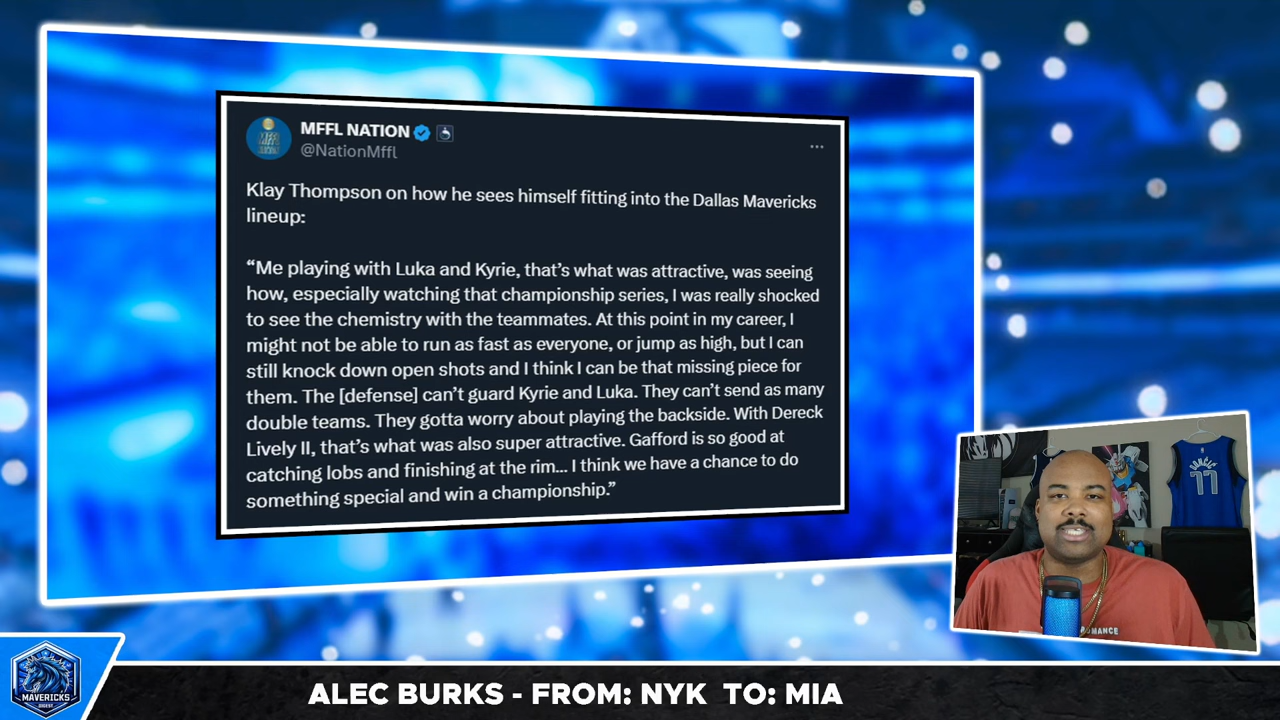 MFFL NATION
@NationMffl
Klay Thompson on how he sees himself fitting into the Dallas Mavericks
lineup:
“Me playing with Luka and Kyrie, that’s what was attractive, was seeing
how, especially watching that championship series, I was really shocked
to see the chemistry with the teammates. At this point in my career, I
might not be able to run as fast as everyone, or jump as high, but I can
still knock down open shots and I think I can be that missing piece for
them. The [defense] can’t guard Kyrie and Luka. They can’t send as many
double teams. They gotta worry about playing the backside. With Dereck
Lively II, that’s what was also super attractive. Gafford is so good at
catching lobs and finishing at the rim... I think we have a chance to do
something special and win a championship.”
DONČIĆ
77
ROMANCE
MAVERICKS
DIGEST
ALEC BURKS - FROM: NYK TO: MIA